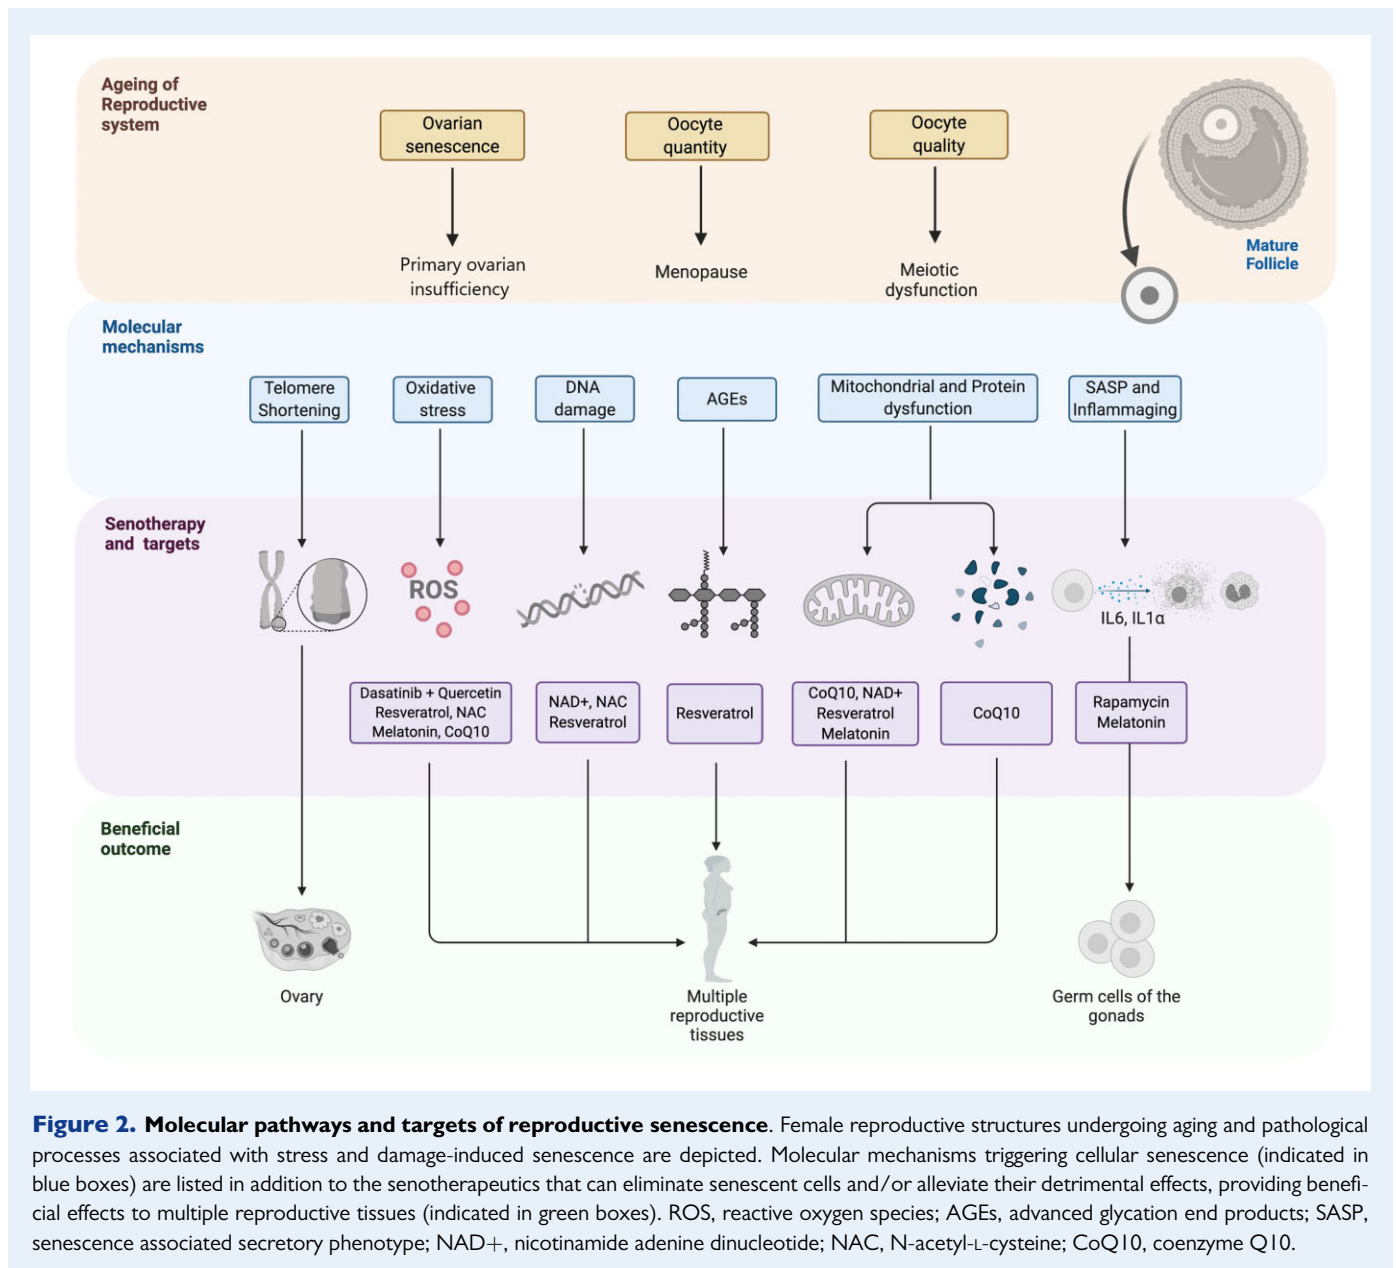 Ageing of
Reproductive
system
Ovarian
senescence
Oocyte
quantity
Oocyte
quality
Primary ovarian
insufficiency
Menopause
Meiotic
dysfunction
Mature
Follicle
Molecular
mechanisms
Telomere
Shortening
Oxidative
stress
DNA
damage
AGEs
Mitochondrial and Protein
dysfunction
SASP and
Inflammaging
Senotherapy
and targets
ROS
IL6, IL1α
Dasatinib + Quercetin
Resveratrol, NAC
Melatonin, CoQ10
NAD+, NAC
Resveratrol
Resveratrol
CoQ10, NAD+
Resveratrol
Melatonin
CoQ10
Rapamycin
Melatonin
Beneficial
outcome
Ovary
Multiple
reproductive
tissues
Germ cells of the
gonads
Figure 2. Molecular pathways and targets of reproductive senescence. Female reproductive structures undergoing aging and pathological
processes associated with stress and damage-induced senescence are depicted. Molecular mechanisms triggering cellular senescence (indicated in
blue boxes) are listed in addition to the senotherapeutics that can eliminate senescent cells and/or alleviate their detrimental effects, providing benefi-
cial effects to multiple reproductive tissues (indicated in green boxes). ROS, reactive oxygen species; AGEs, advanced glycation end products; SASP,
senescence associated secretory phenotype; NAD+, nicotinamide adenine dinucleotide; NAC, N-acetyl-L-cysteine; CoQ10, coenzyme Q10.